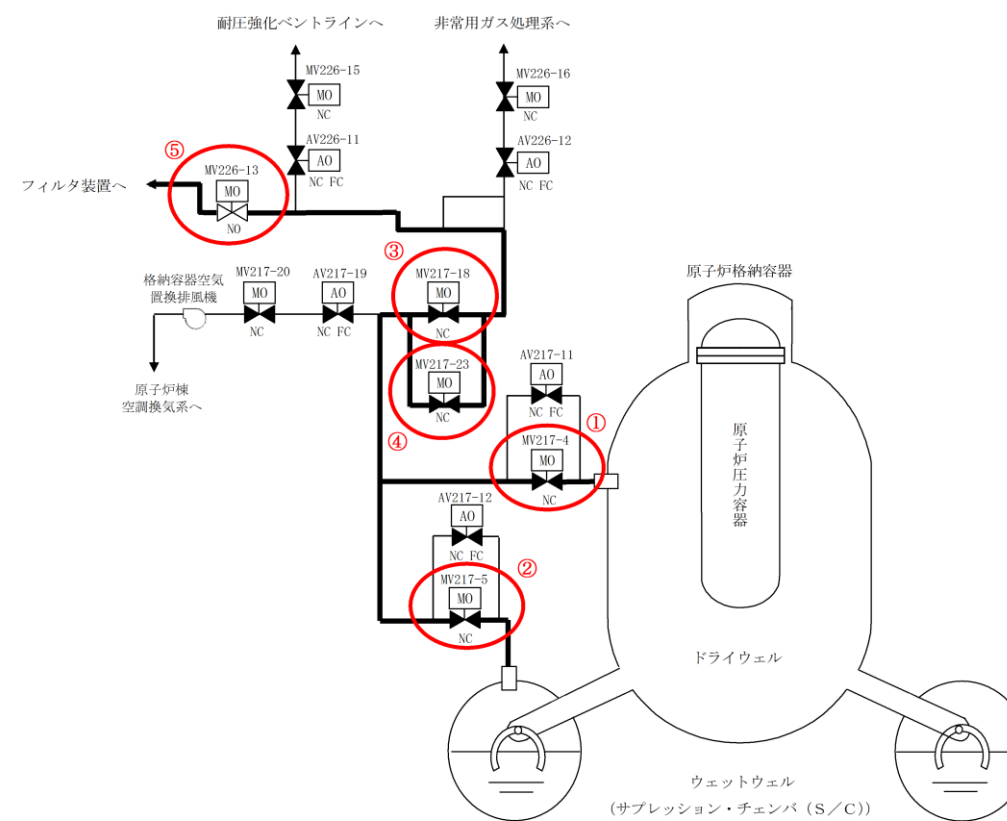 耐圧強化ベントラインへ
非常用ガス処理系へ
MV226-15
MO
NC
MV226-16
MO
NC
AV226-11
AO
NC FC
AV226-12
AO
NC FC
⑤
MV226-13
MO
NO
フィルタ装置へ
③
MV217-18
MO
NC
格納容器空気
置換排風機
MV217-20
MO
NC
AV217-19
AO
NC FC
原子炉棟
空調換気系へ
MV217-23
MO
NC
④
AV217-11
AO
NC FC
①
MV217-4
MO
NC
AV217-12
AO
NC FC
②
MV217-5
MO
NC
原子炉格納容器
原子炉圧力容器
ドライウェル
ウェットウェル
(サプレッション・チェンバ(S/C))